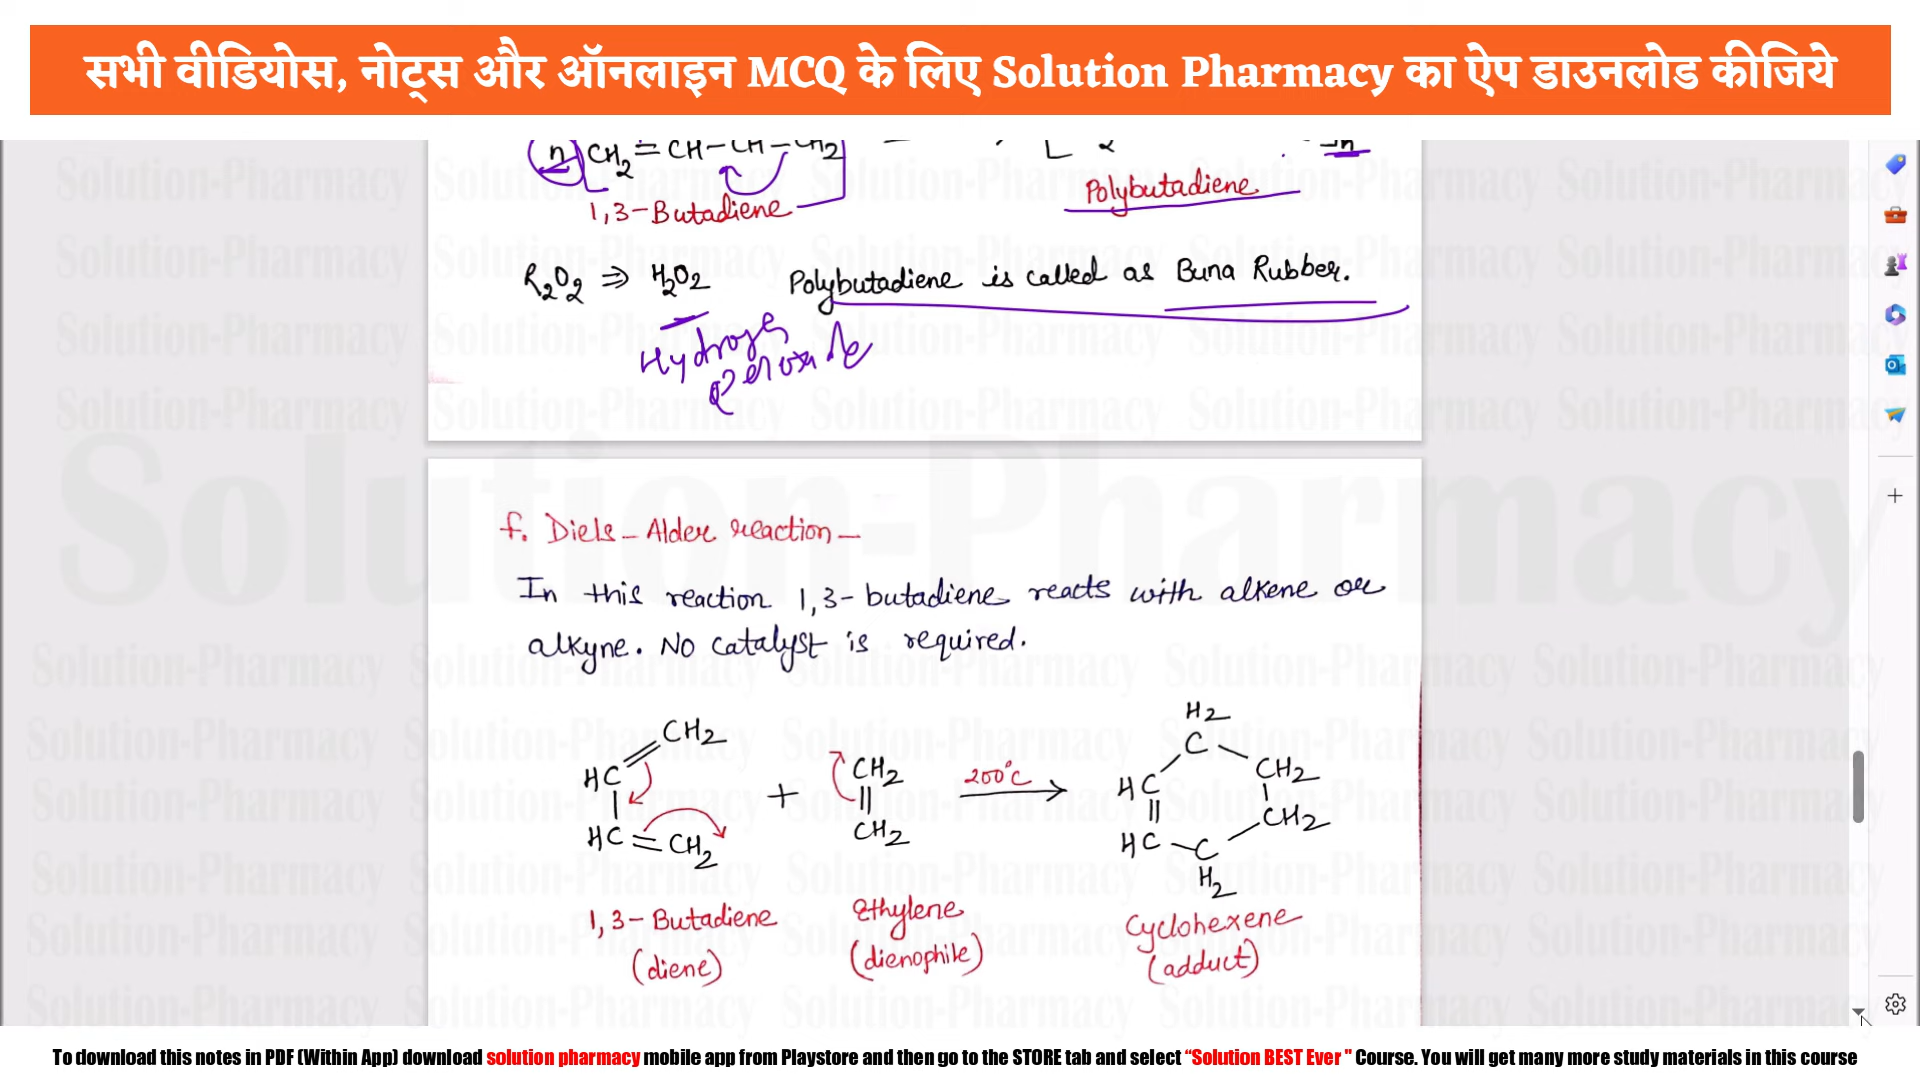 सभी वीडियोस, नोट्स और ऑनलाइन MCQ के लिए Solution Pharmacy का ऐप डाउनलोड कीजिये
n CH2 = CH - CH - CH2
n
1,3-Butadiene
Polybutadiene
R2O2 ⇒ H2O2
Polybutadiene is called as Buna Rubber.
Hydrogen
Peroxide
f. Diels-Alder reaction-
In this reaction 1,3-butadiene reacts with alkene or
alkyne. No catalyst is required.
CH2
HC
HC = CH2
+
CH2
||
CH2
200°C
H2
C
HC
CH2
||
CH2
HC
C
H2
1,3-Butadiene
(diene)
Ethylene
(dienophile)
Cyclohexene
(adduct)
Solution-Pharmacy
To download this notes in PDF (Within App) download solution pharmacy mobile app from Playstore and then go to the STORE tab and select “Solution BEST Ever " Course. You will get many more study materials in this course